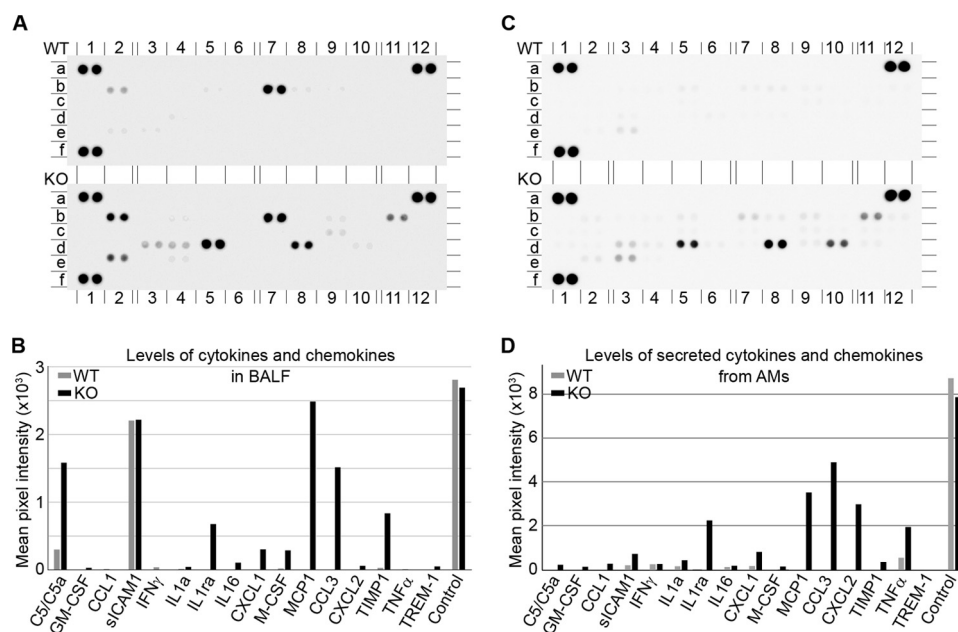 A
WT 1 2 3 4 5 6 7 8 9 10 11 12
a
b
c
d
e
f
KO
a
b
c
d
e
f
1 2 3 4 5 6 7 8 9 10 11 12
C
WT 1 2 3 4 5 6 7 8 9 10 11 12
a
b
c
d
e
f
KO
a
b
c
d
e
f
1 2 3 4 5 6 7 8 9 10 11 12
B
Levels of cytokines and chemokines
in BALF
WT
KO
Mean pixel intensity (x10³)
3
2
1
0
C5/C5a
GM-CSF
CCL1
sICAM1
IFNγ
IL1a
IL1ra
IL16
CXCL1
M-CSF
MCP1
CCL3
CXCL2
TIMP1
TNFα
TREM-1
Control
D
Levels of secreted cytokines and chemokines
from AMs
WT
KO
Mean pixel intensity (x10³)
8
6
4
2
0
C5/C5a
GM-CSF
CCL1
sICAM1
IFNγ
IL1a
IL1ra
IL16
CXCL1
M-CSF
MCP1
CCL3
CXCL2
TIMP1
TNFα
TREM-1
Control